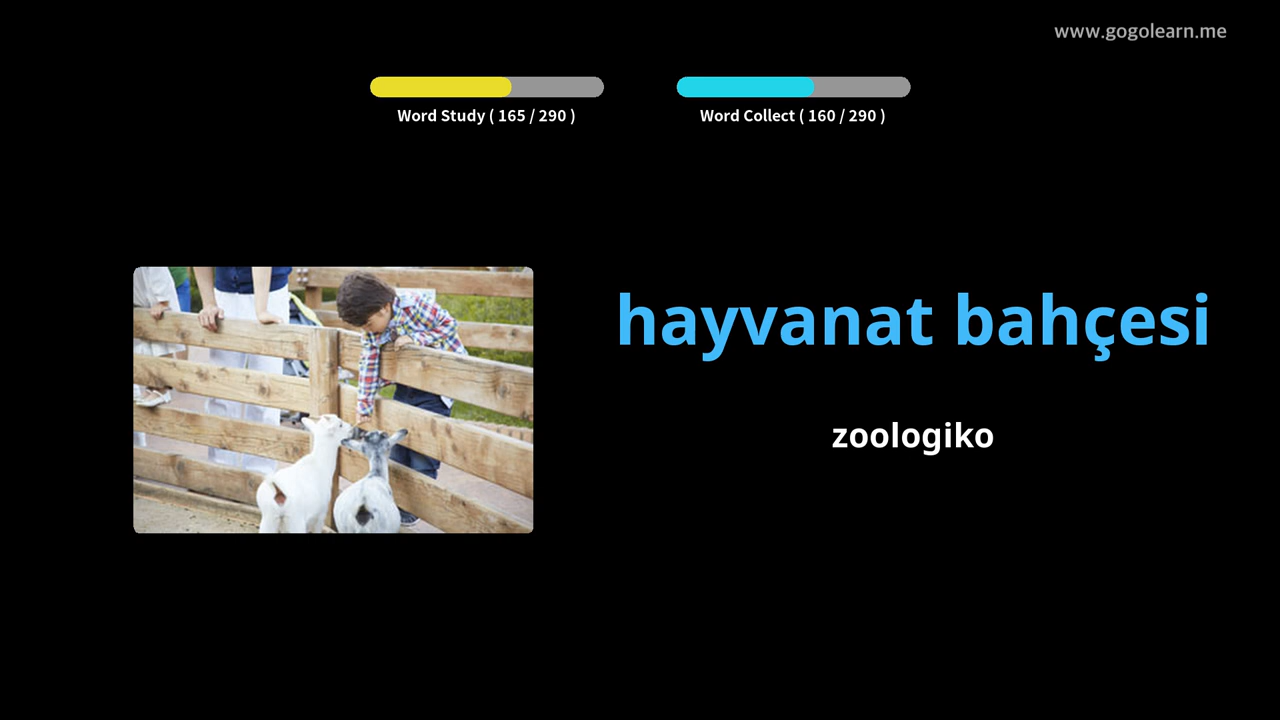 www.gogolearn.me
Word Study ( 165 / 290 )
Word Collect ( 160 / 290 )
hayvanat bahçesi
zoologiko